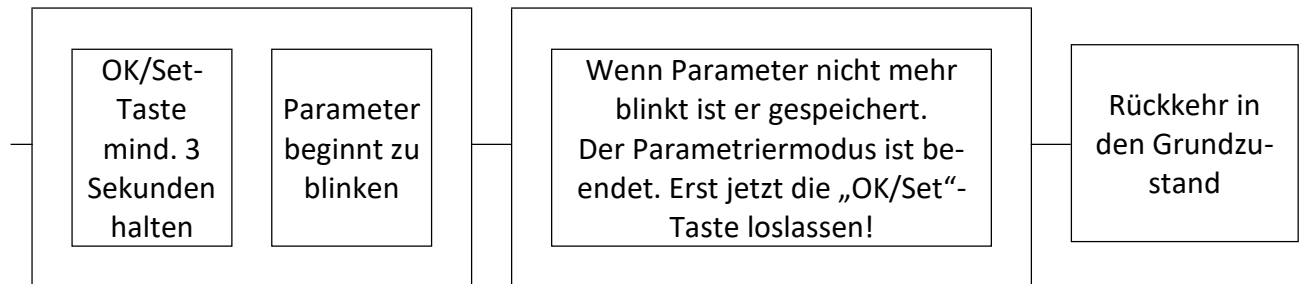 OK/Set-
Taste
mind. 3
Sekunden
halten
Parameter
beginnt zu
blinken
Wenn Parameter nicht mehr
blinkt ist er gespeichert.
Der Parametriermodus ist be-
endet. Erst jetzt die „OK/Set“-
Taste loslassen!
Rückkehr in
den Grundzu-
stand